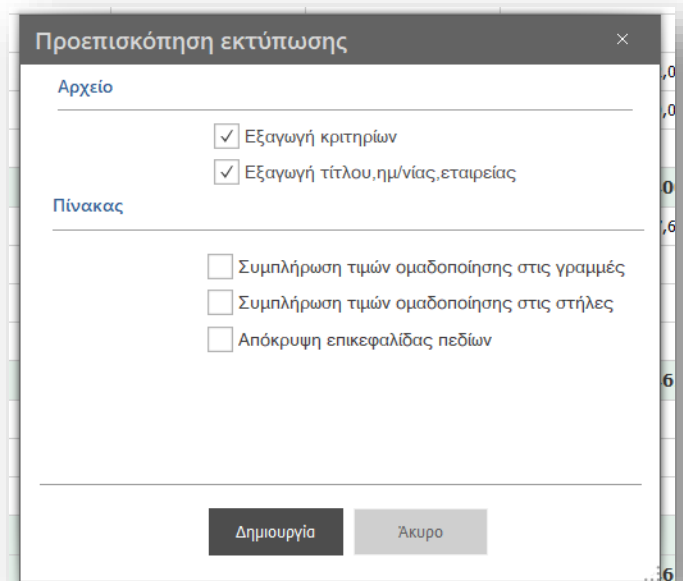 Προεπισκόπηση εκτύπωσης
Αρχείο
Εξαγωγή κριτηρίων
Εξαγωγή τίτλου,ημ/νίας,εταιρείας
Πίνακας
Συμπλήρωση τιμών ομαδοποίησης στις γραμμές
Συμπλήρωση τιμών ομαδοποίησης στις στήλες
Απόκρυψη επικεφαλίδας πεδίων
Δημιουργία Άκυρο